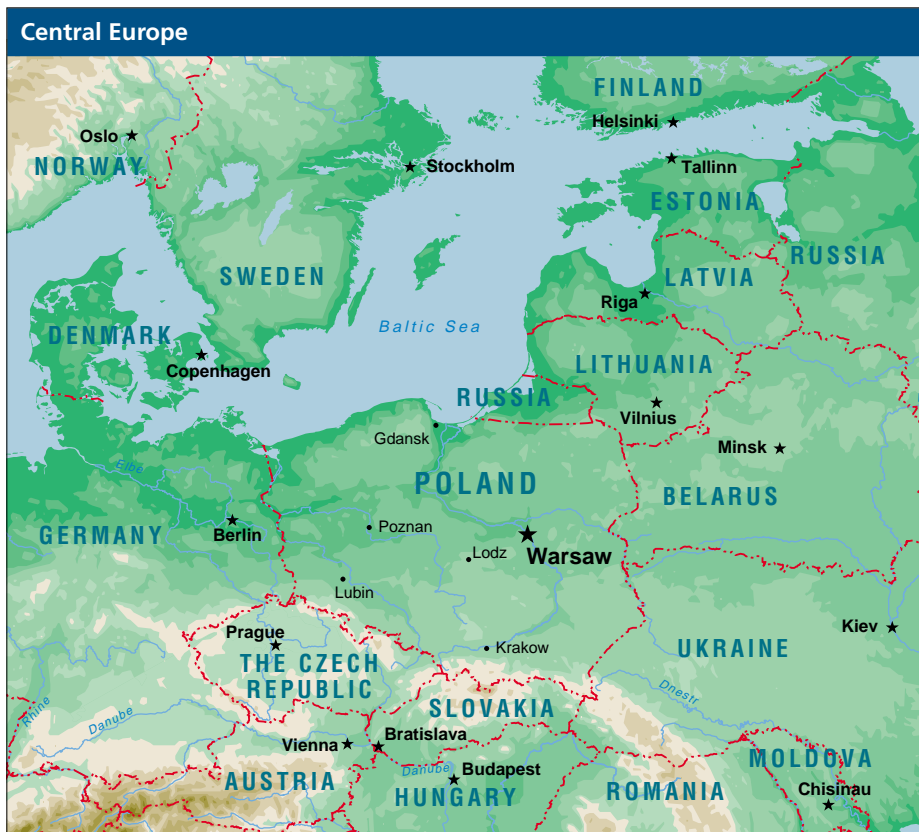 Central Europe
FINLAND
Helsinki
Oslo
NORWAY
Stockholm
Tallinn
ESTONIA
RUSSIA
SWEDEN
LATVIA
Riga
Baltic Sea
DENMARK
Copenhagen
LITHUANIA
RUSSIA
Vilnius
Gdansk
Minsk
Elbe
POLAND
BELARUS
GERMANY
Berlin
Poznan
Lodz
Warsaw
Lubin
Kiev
Prague
THE CZECH
REPUBLIC
Krakow
UKRAINE
Dnestr
Rhine
Danube
SLOVAKIA
Vienna
Bratislava
MOLDOVA
AUSTRIA
Danube
Budapest
HUNGARY
ROMANIA
Chisinau